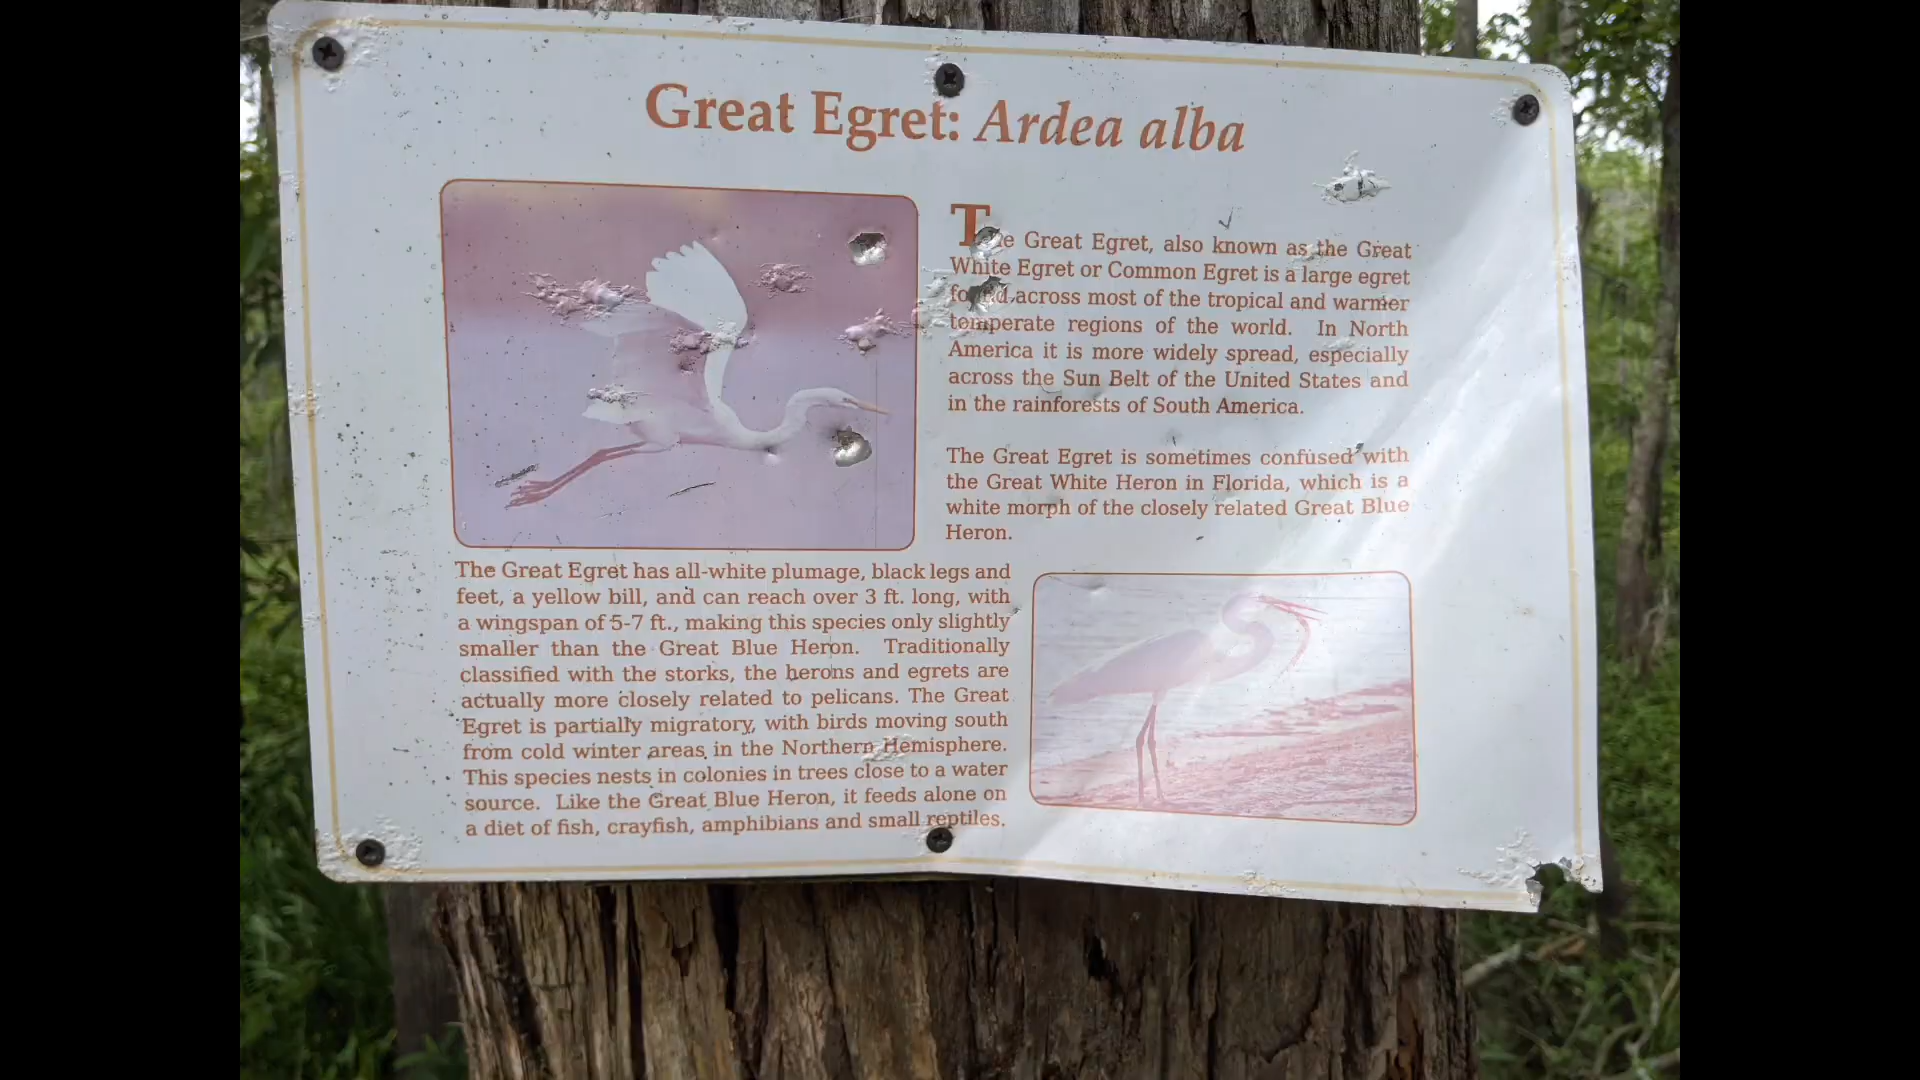 Great Egret: Ardea alba
The Great Egret, also known as the Great
White Egret or Common Egret is a large egret
found across most of the tropical and warmer
temperate regions of the world. In North
America it is more widely spread, especially
across the Sun Belt of the United States and
in the rainforests of South America.
The Great Egret is sometimes confused with
the Great White Heron in Florida, which is a
white morph of the closely related Great Blue
Heron.
The Great Egret has all-white plumage, black legs and
feet, a yellow bill, and can reach over 3 ft. long, with
a wingspan of 5-7 ft., making this species only slightly
smaller than the Great Blue Heron. Traditionally
classified with the storks, the herons and egrets are
actually more closely related to pelicans. The Great
Egret is partially migratory, with birds moving south
from cold winter areas in the Northern Hemisphere.
This species nests in colonies in trees close to a water
source. Like the Great Blue Heron, it feeds alone on
a diet of fish, crayfish, amphibians and small reptiles.